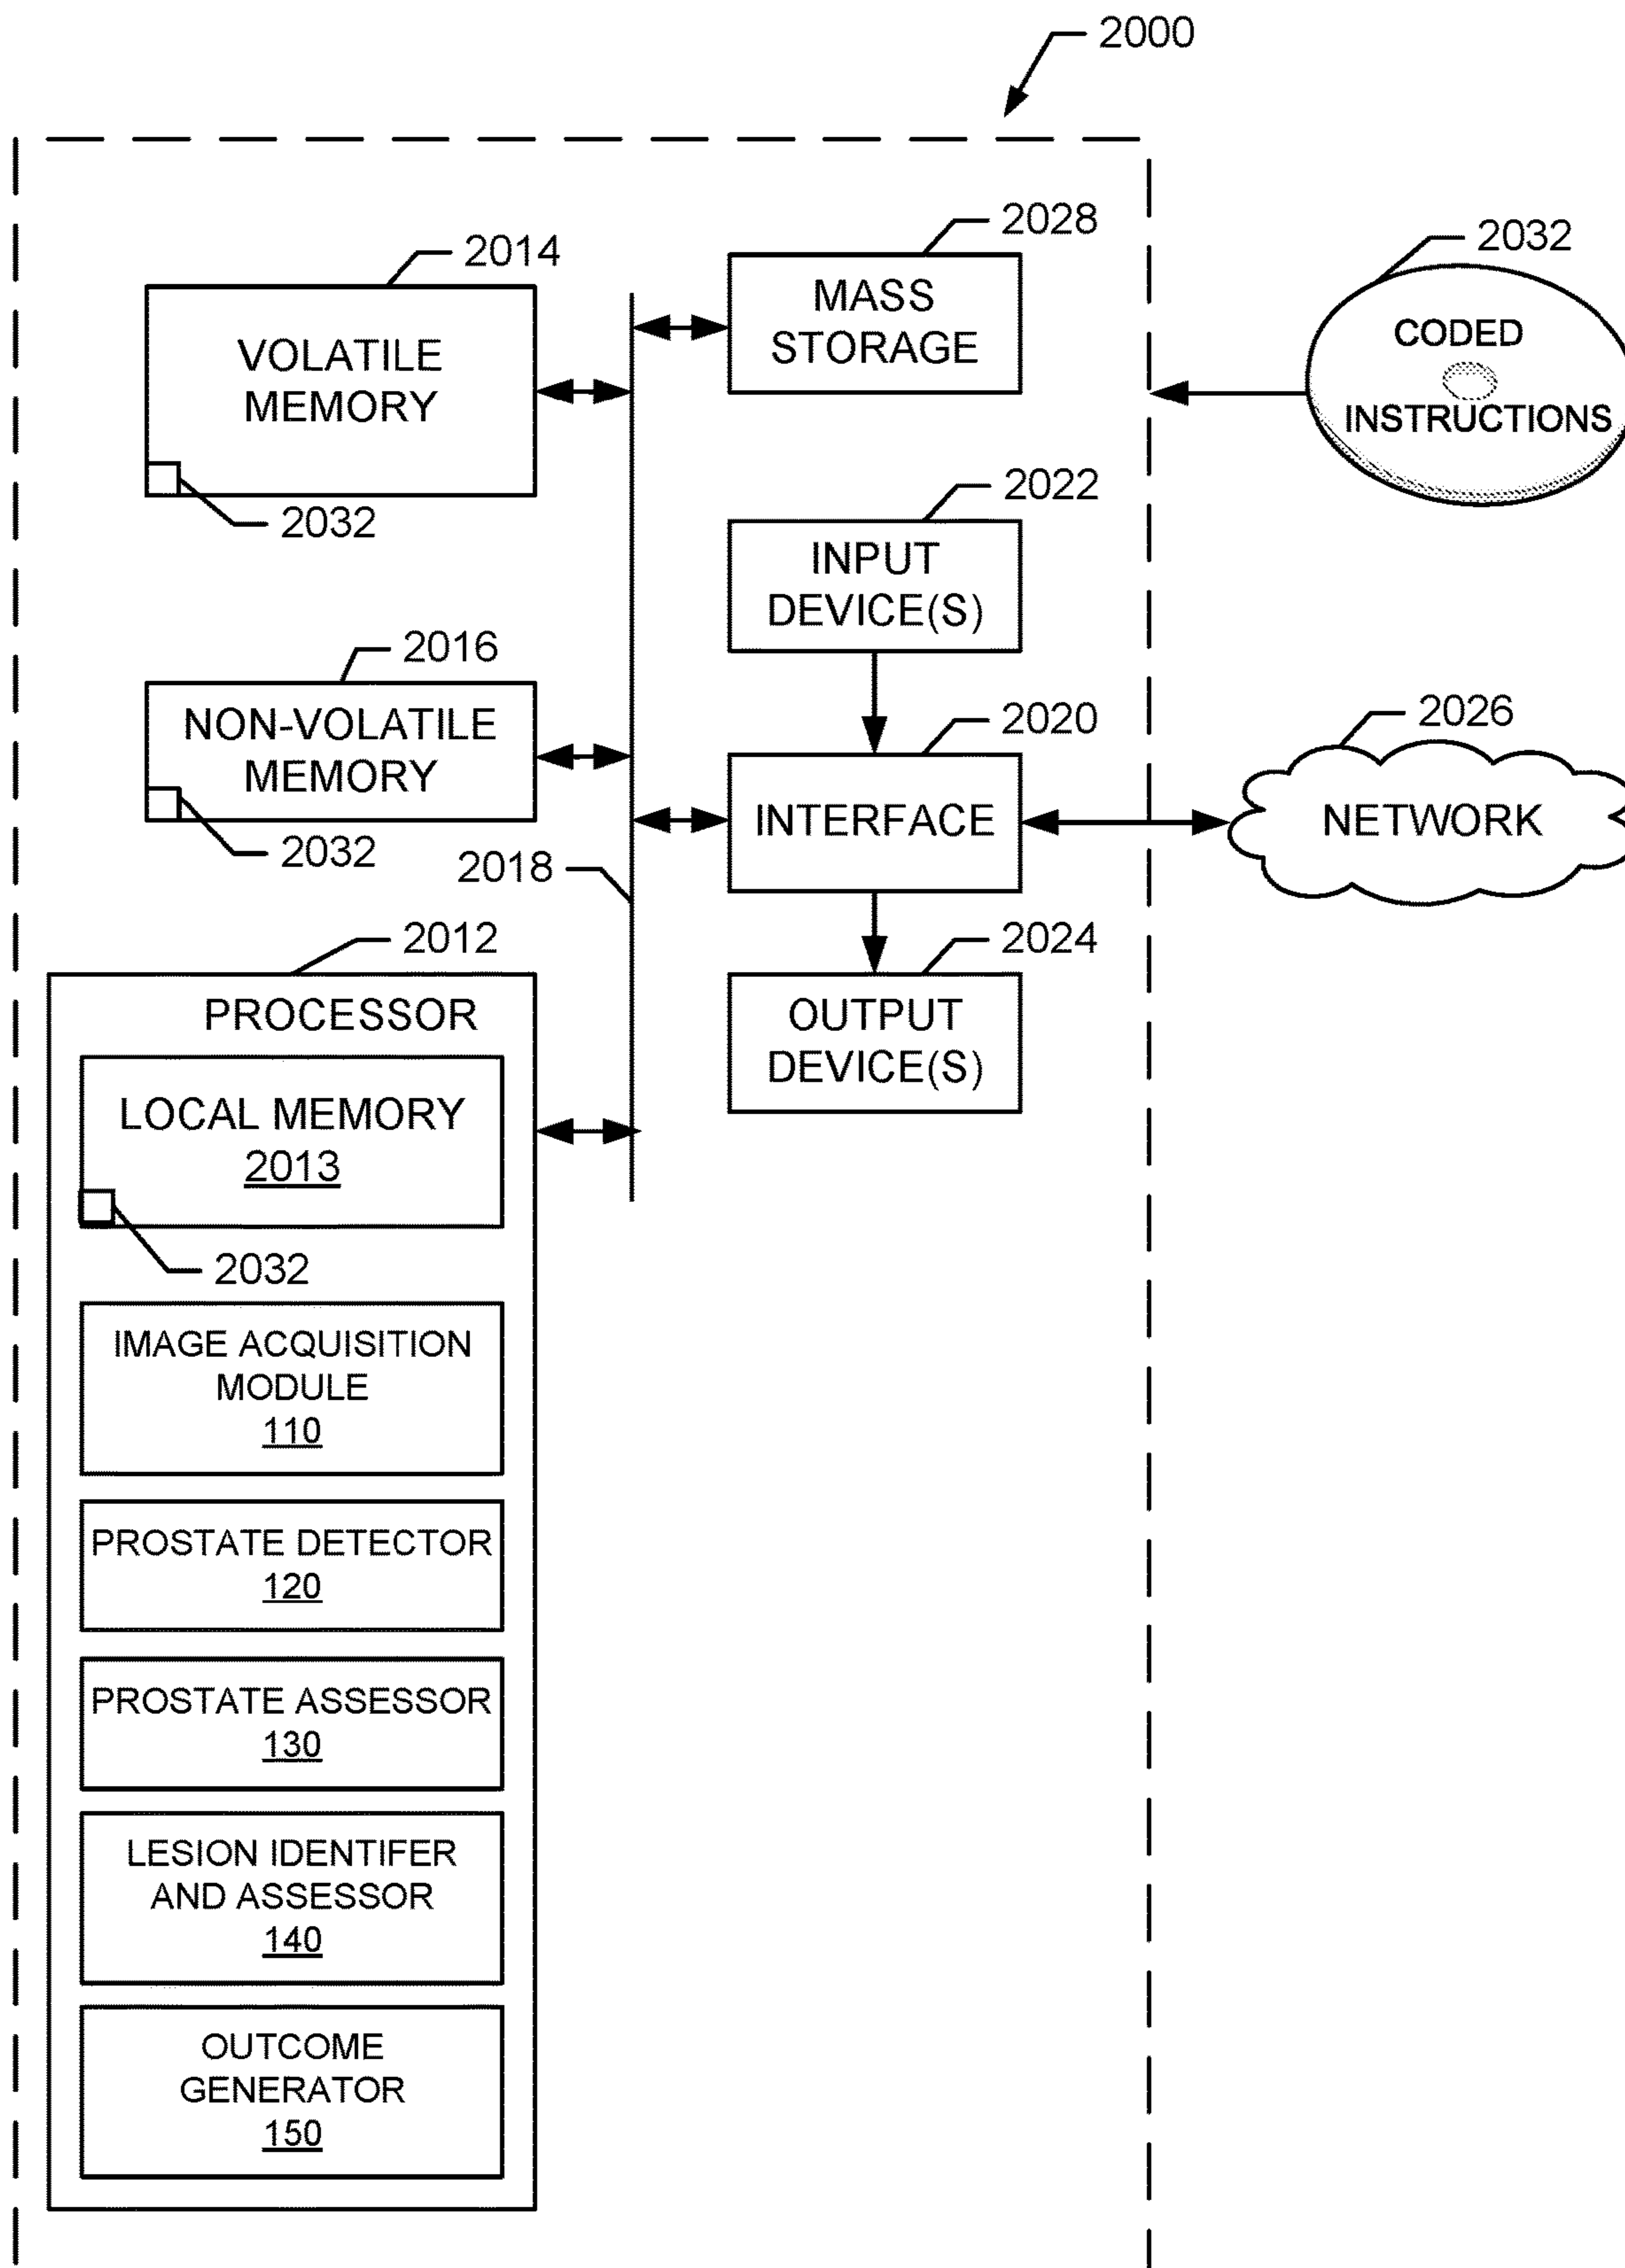 2000
2028
2014
2032
MASS
STORAGE
VOLATILE
MEMORY
CODED
INSTRUCTIONS
2032
2022
INPUT
DEVICE(S)
2016
NON-VOLATILE
MEMORY
2032
2020
INTERFACE
2026
NETWORK
2018
2012
2024
OUTPUT
DEVICE(S)
PROCESSOR
LOCAL MEMORY
2013
2032
IMAGE ACQUISITION
MODULE
110
PROSTATE DETECTOR
120
PROSTATE ASSESSOR
130
LESION IDENTIFER
AND ASSESSOR
140
OUTCOME
GENERATOR
150